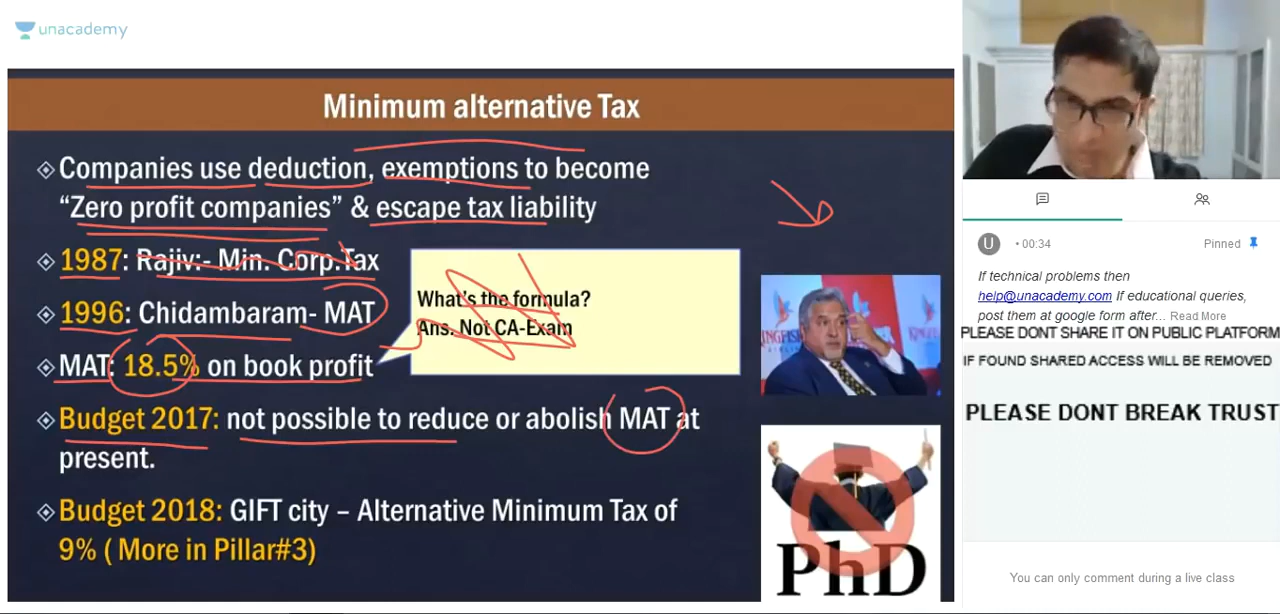 unacademy
Minimum alternative Tax
Companies use deduction, exemptions to become
“Zero profit companies” & escape tax liability
1987: Rajiv:- Min. Corp.Tax
1996: Chidambaram- MAT
MAT: 18.5% on book profit
What’s the formula?
Ans. Not CA-Exam
Budget 2017: not possible to reduce or abolish MAT at
present.
Budget 2018: GIFT city – Alternative Minimum Tax of
9% ( More in Pillar#3)
PhD
U • 00:34 Pinned
If technical problems then
help@unacademy.com If educational queries,
post them at google form after... Read More
PLEASE DONT SHARE IT ON PUBLIC PLATFORM
IF FOUND SHARED ACCESS WILL BE REMOVED
PLEASE DONT BREAK TRUST
You can only comment during a live class